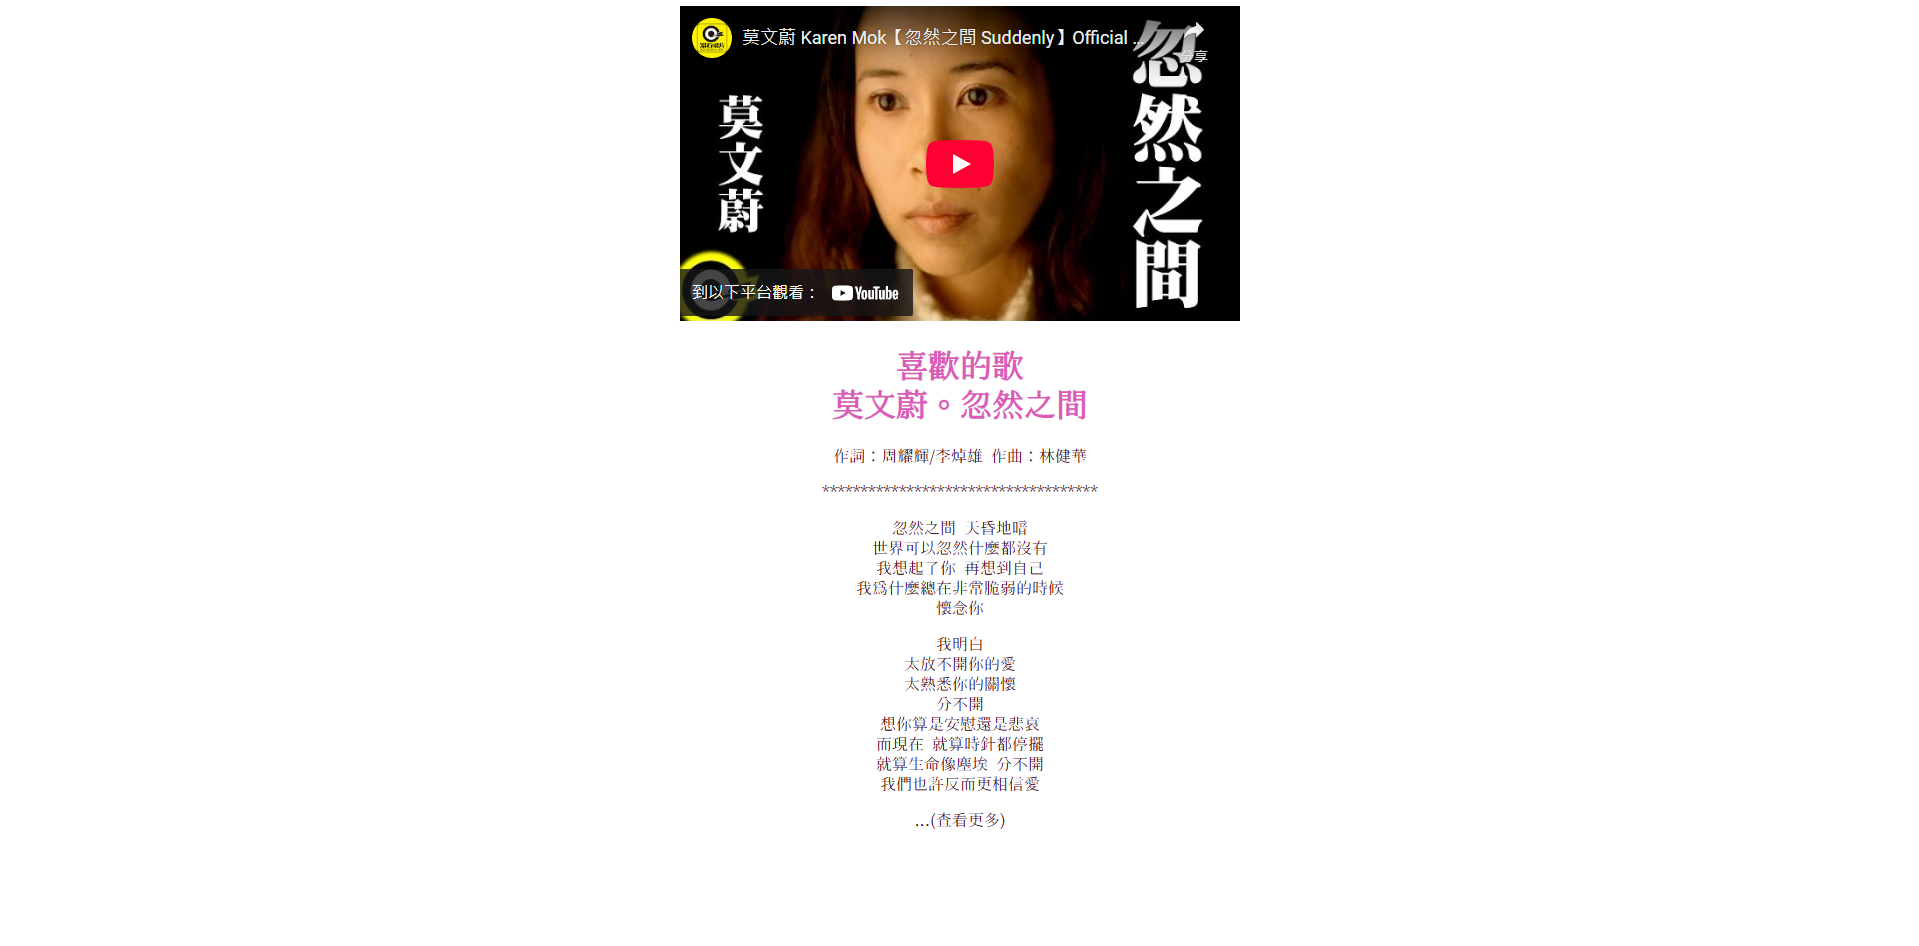 莫文蔚 Karen Mok【忽然之間 Suddenly】Official ...
分享
滾石唱片
莫文蔚
忽然之間
到以下平台觀看： YouTube
喜歡的歌
莫文蔚。忽然之間
作詞：周耀輝/李焯雄 作曲：林健華
************************************
忽然之間 天昏地暗
世界可以忽然什麼都沒有
我想起了你 再想到自己
我為什麼總在非常脆弱的時候
懷念你
我明白
太放不開你的愛
太熟悉你的關懷
分不開
想你算是安慰還是悲哀
而現在 就算時針都停擺
就算生命像塵埃 分不開
我們也許反而更相信愛
...(查看更多)